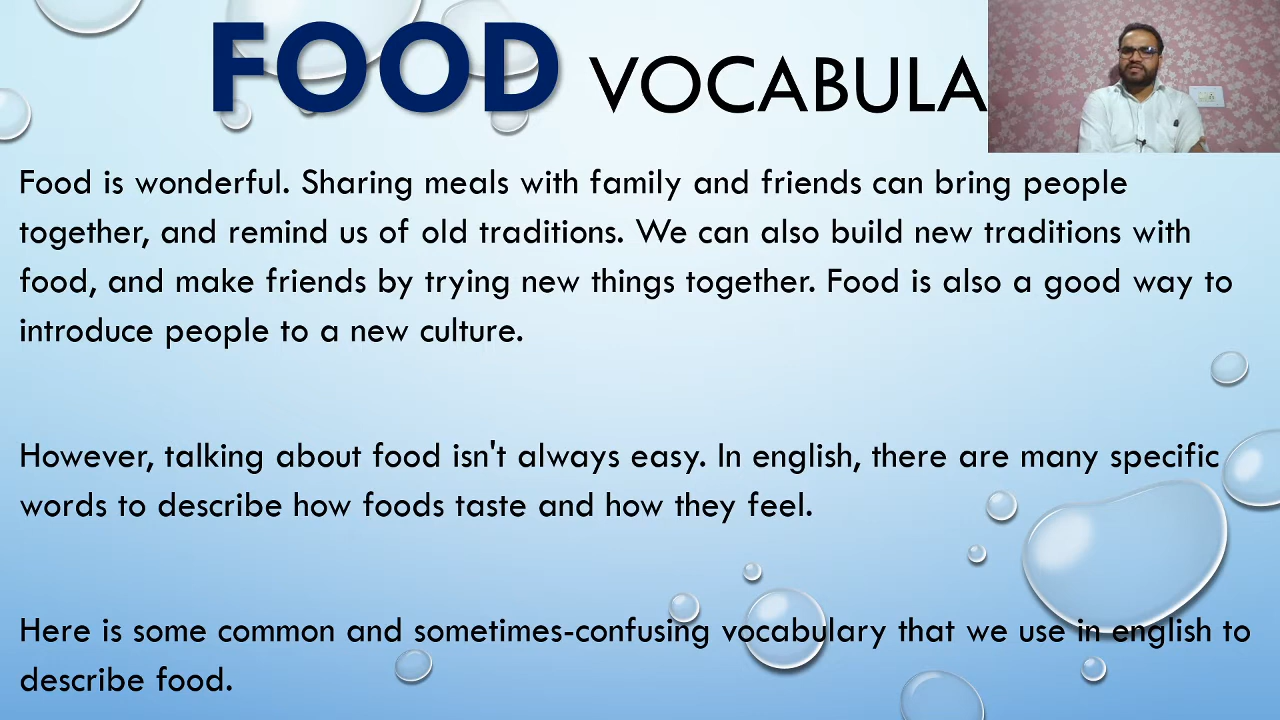 FOOD VOCABULA
Food is wonderful. Sharing meals with family and friends can bring people
together, and remind us of old traditions. We can also build new traditions with
food, and make friends by trying new things together. Food is also a good way to
introduce people to a new culture.
However, talking about food isn't always easy. In english, there are many specific
words to describe how foods taste and how they feel.
Here is some common and sometimes-confusing vocabulary that we use in english to
describe food.